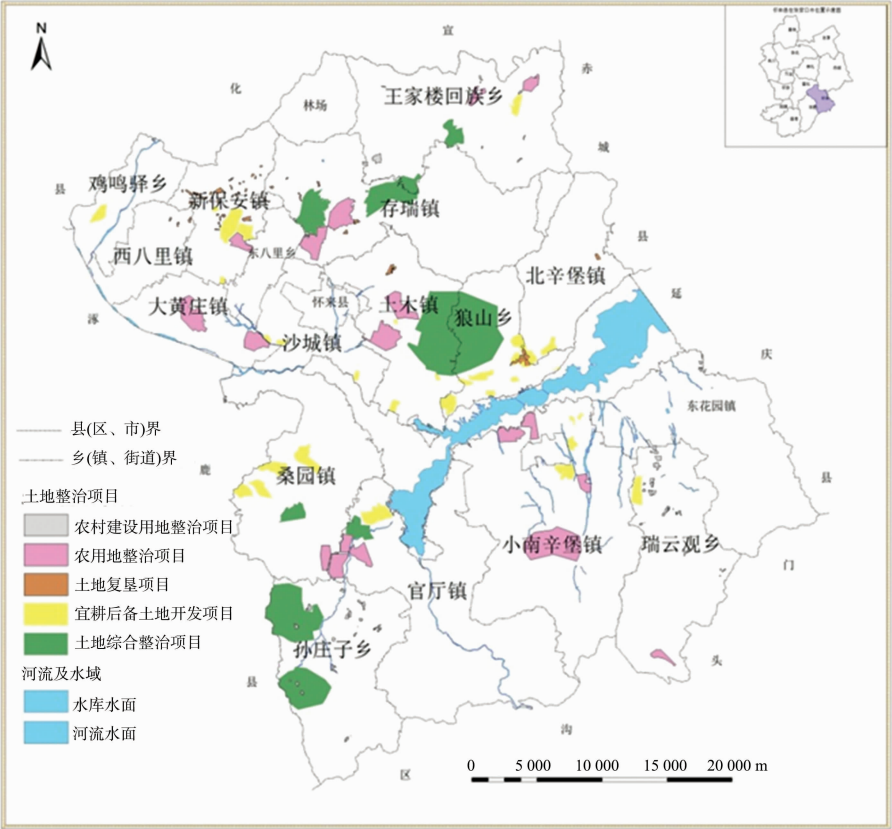 N
宣
化
赤
城
县
延
庆
县
门
头
沟
区
县
涿
鹿
县
林场
王家楼回族乡
鸡鸣驿乡
新保安镇
存瑞镇
西八里镇
东八里乡
北辛堡镇
大黄庄镇
怀来县
土木镇
狼山乡
沙城镇
东花园镇
桑园镇
小南辛堡镇
瑞云观乡
官厅镇
孙庄子乡
县(区、市)界
乡(镇、街道)界
土地整治项目
农村建设用地整治项目
农用地整治项目
土地复垦项目
宜耕后备土地开发项目
土地综合整治项目
河流及水域
水库水面
河流水面
0 5 000 10 000 15 000 20 000 m